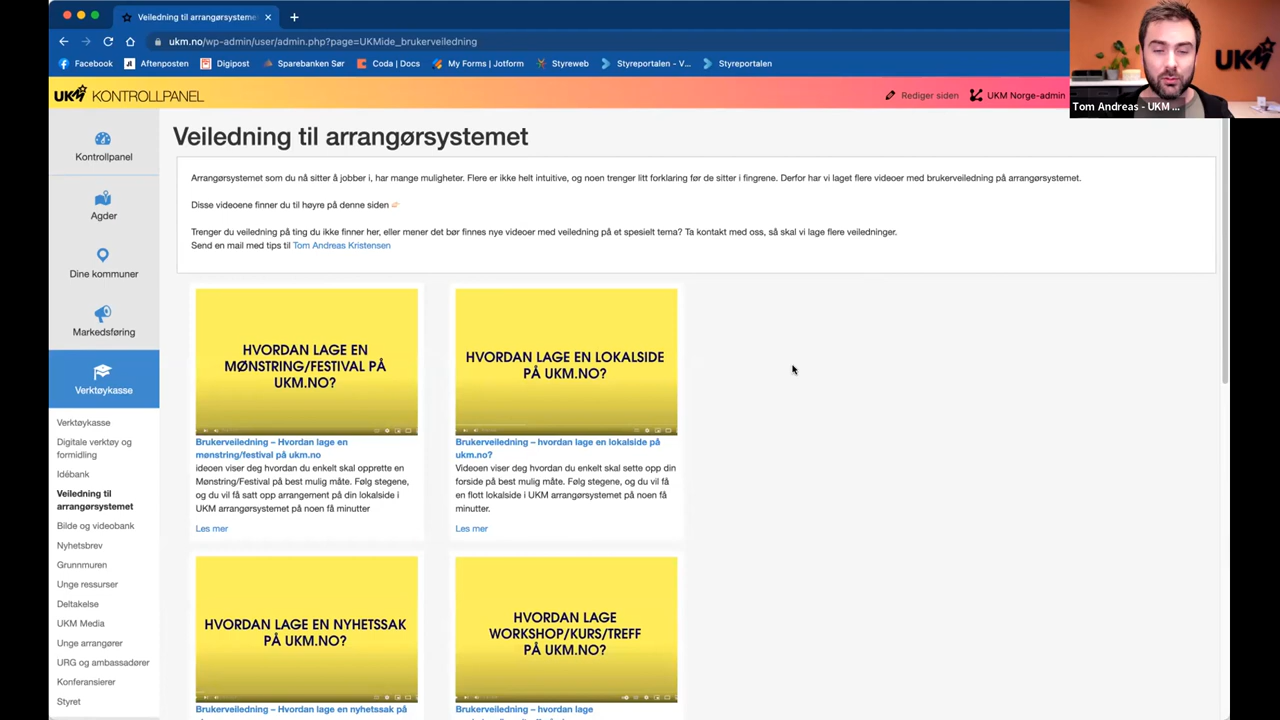 Veiledning til arrangørsysteme
ukm.no/wp-admin/user/admin.php?page=UKMide_brukerveiledning
Facebook
Aftenposten
Digipost
Sparebanken Sør
Coda | Docs
My Forms | Jotform
Styreweb
Styreportalen - V...
Styreportalen
UKM KONTROLLPANEL
Rediger siden
UKM Norge-admin
UKM
Tom Andreas - UKM ...
Kontrollpanel
Agder
Dine kommuner
Markedsføring
Verktøykasse
Verktøykasse
Digitale verktøy og
formidling
Idébank
Veiledning til
arrangørsystemet
Bilde og videobank
Nyhetsbrev
Grunnmuren
Unge ressurser
Deltakelse
UKM Media
Unge arrangører
URG og ambassadører
Konferansierer
Styret
Veiledning til arrangørsystemet
Arrangørsystemet som du nå sitter å jobber i, har mange muligheter. Flere er ikke helt intuitive, og noen trenger litt forklaring før de sitter i fingrene. Derfor har vi laget flere videoer med brukerveiledning på arrangørsystemet.
Disse videoene finner du til høyre på denne siden 👉🏻
Trenger du veiledning på ting du ikke finner her, eller mener det bør finnes nye videoer med veiledning på et spesielt tema? Ta kontakt med oss, så skal vi lage flere veiledninger.
Send en mail med tips til Tom Andreas Kristensen
HVORDAN LAGE EN
MØNSTRING/FESTIVAL PÅ
UKM.NO?
Brukerveiledning – Hvordan lage en
mønstring/festival på ukm.no
ideoen viser deg hvordan du enkelt skal opprette en
Mønstring/Festival på best mulig måte. Følg stegene,
og du vil få satt opp arrangement på din lokalside i
UKM arrangørsystemet på noen få minutter
Les mer
HVORDAN LAGE EN LOKALSIDE
PÅ UKM.NO?
Brukerveiledning – hvordan lage en lokalside på
ukm.no?
Videoen viser deg hvordan du enkelt skal sette opp din
forside på best mulig måte. Følg stegene, og du vil få
en flott lokalside i UKM arrangørsystemet på noen få
minutter.
Les mer
HVORDAN LAGE EN NYHETSSAK
PÅ UKM.NO?
Brukerveiledning – Hvordan lage en nyhetssak på
HVORDAN LAGE
WORKSHOP/KURS/TREFF
PÅ UKM.NO?
Brukerveiledning – hvordan lage